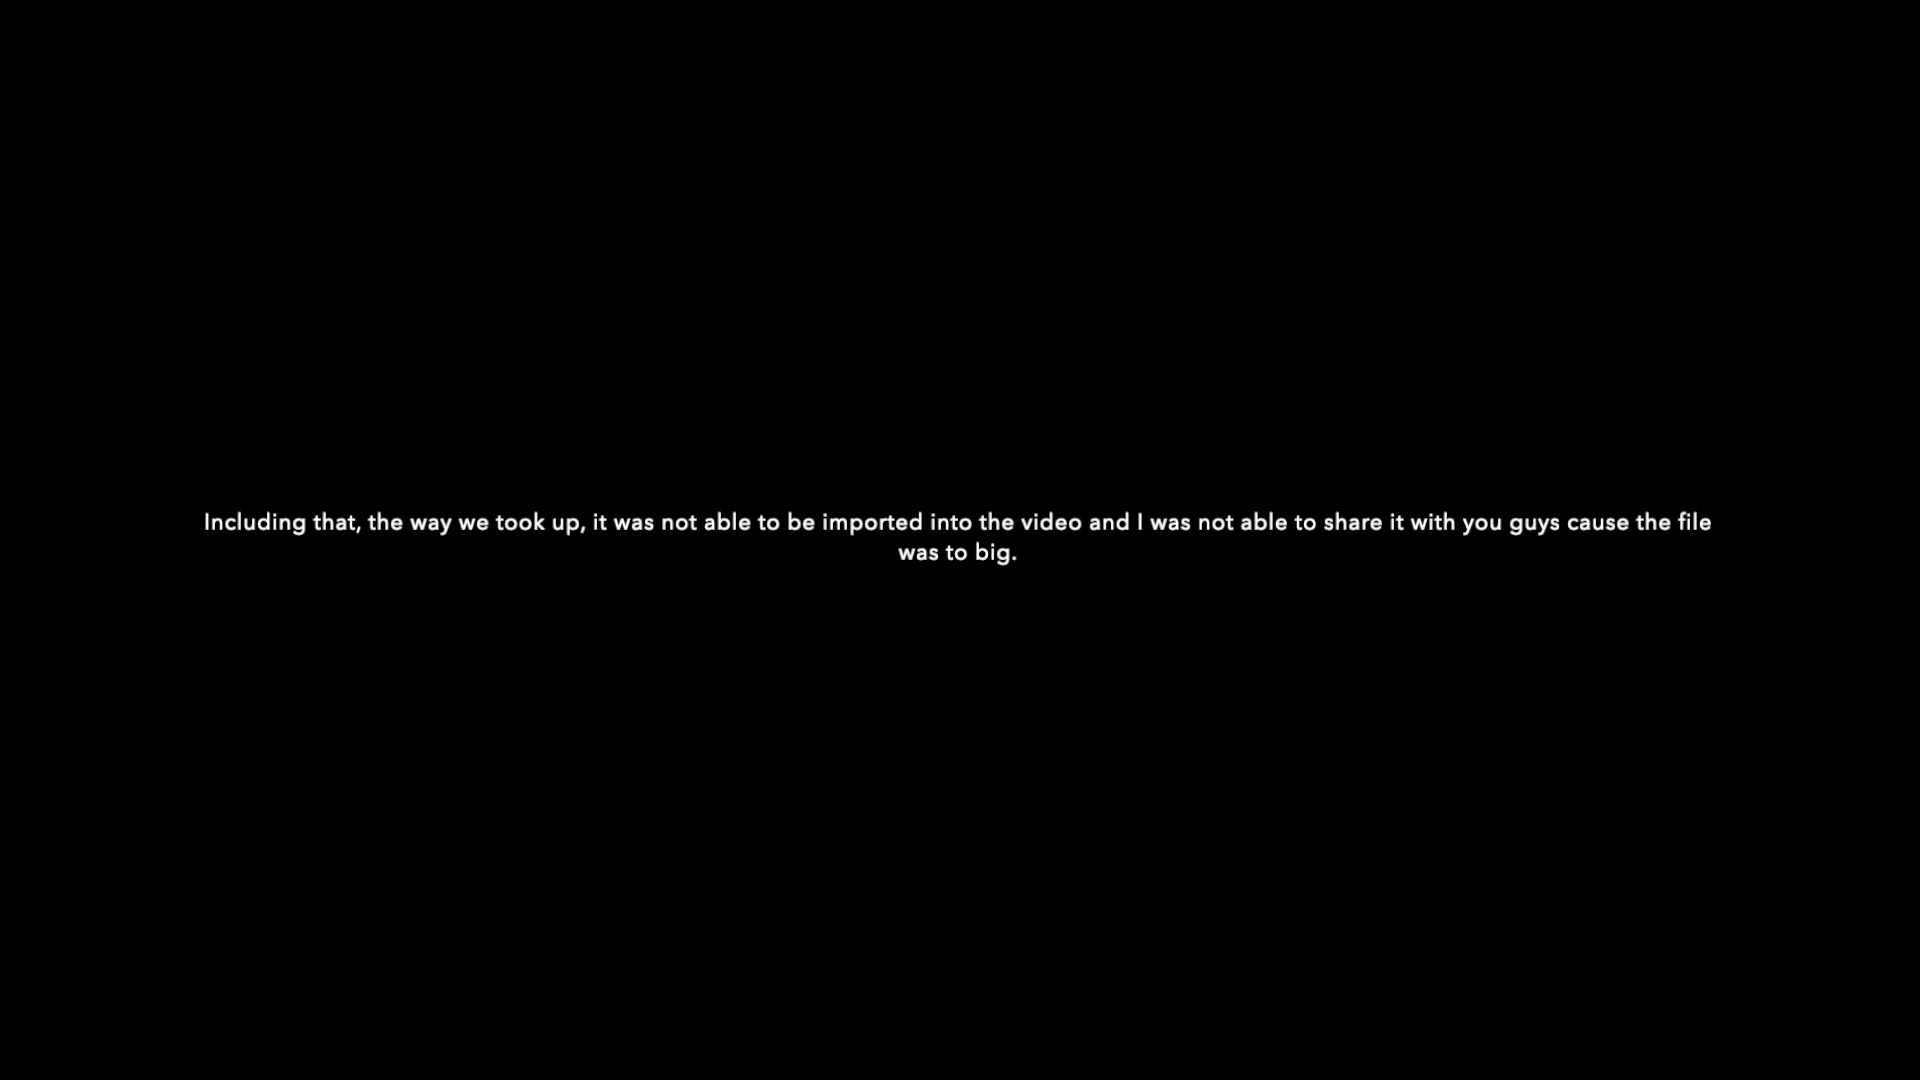 Including that, the way we took up, it was not able to be imported into the video and I was not able to share it with you guys cause the file
was to big.